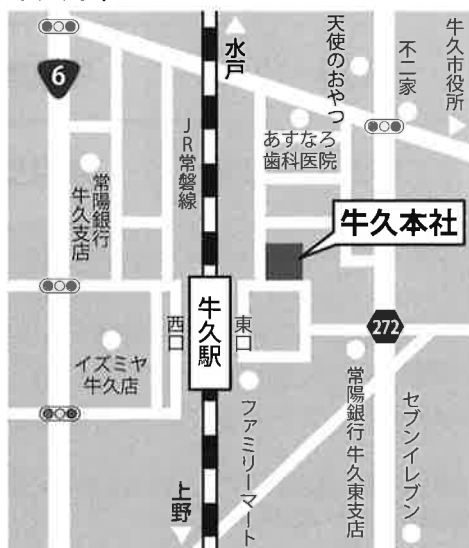 水戸
天使のおやつ
不二家
牛久市役所
6
JR常磐線
あすなろ
歯科医院
常陽銀行
牛久支店
牛久本社
牛久駅
西口
東口
272
イズミヤ
牛久店
ファミリーマート
常陽銀行 牛久東支店
セブンイレブン
上野